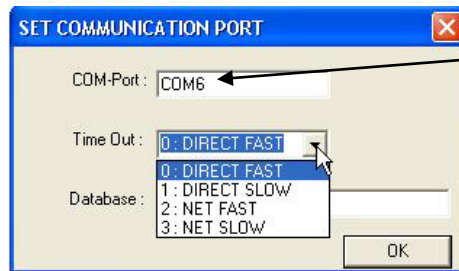 SET COMMUNICATION PORT
COM-Port : COM6
Time Out : 0 : DIRECT FAST
0 : DIRECT FAST
1 : DIRECT SLOW
2 : NET FAST
3 : NET SLOW
Database :
OK